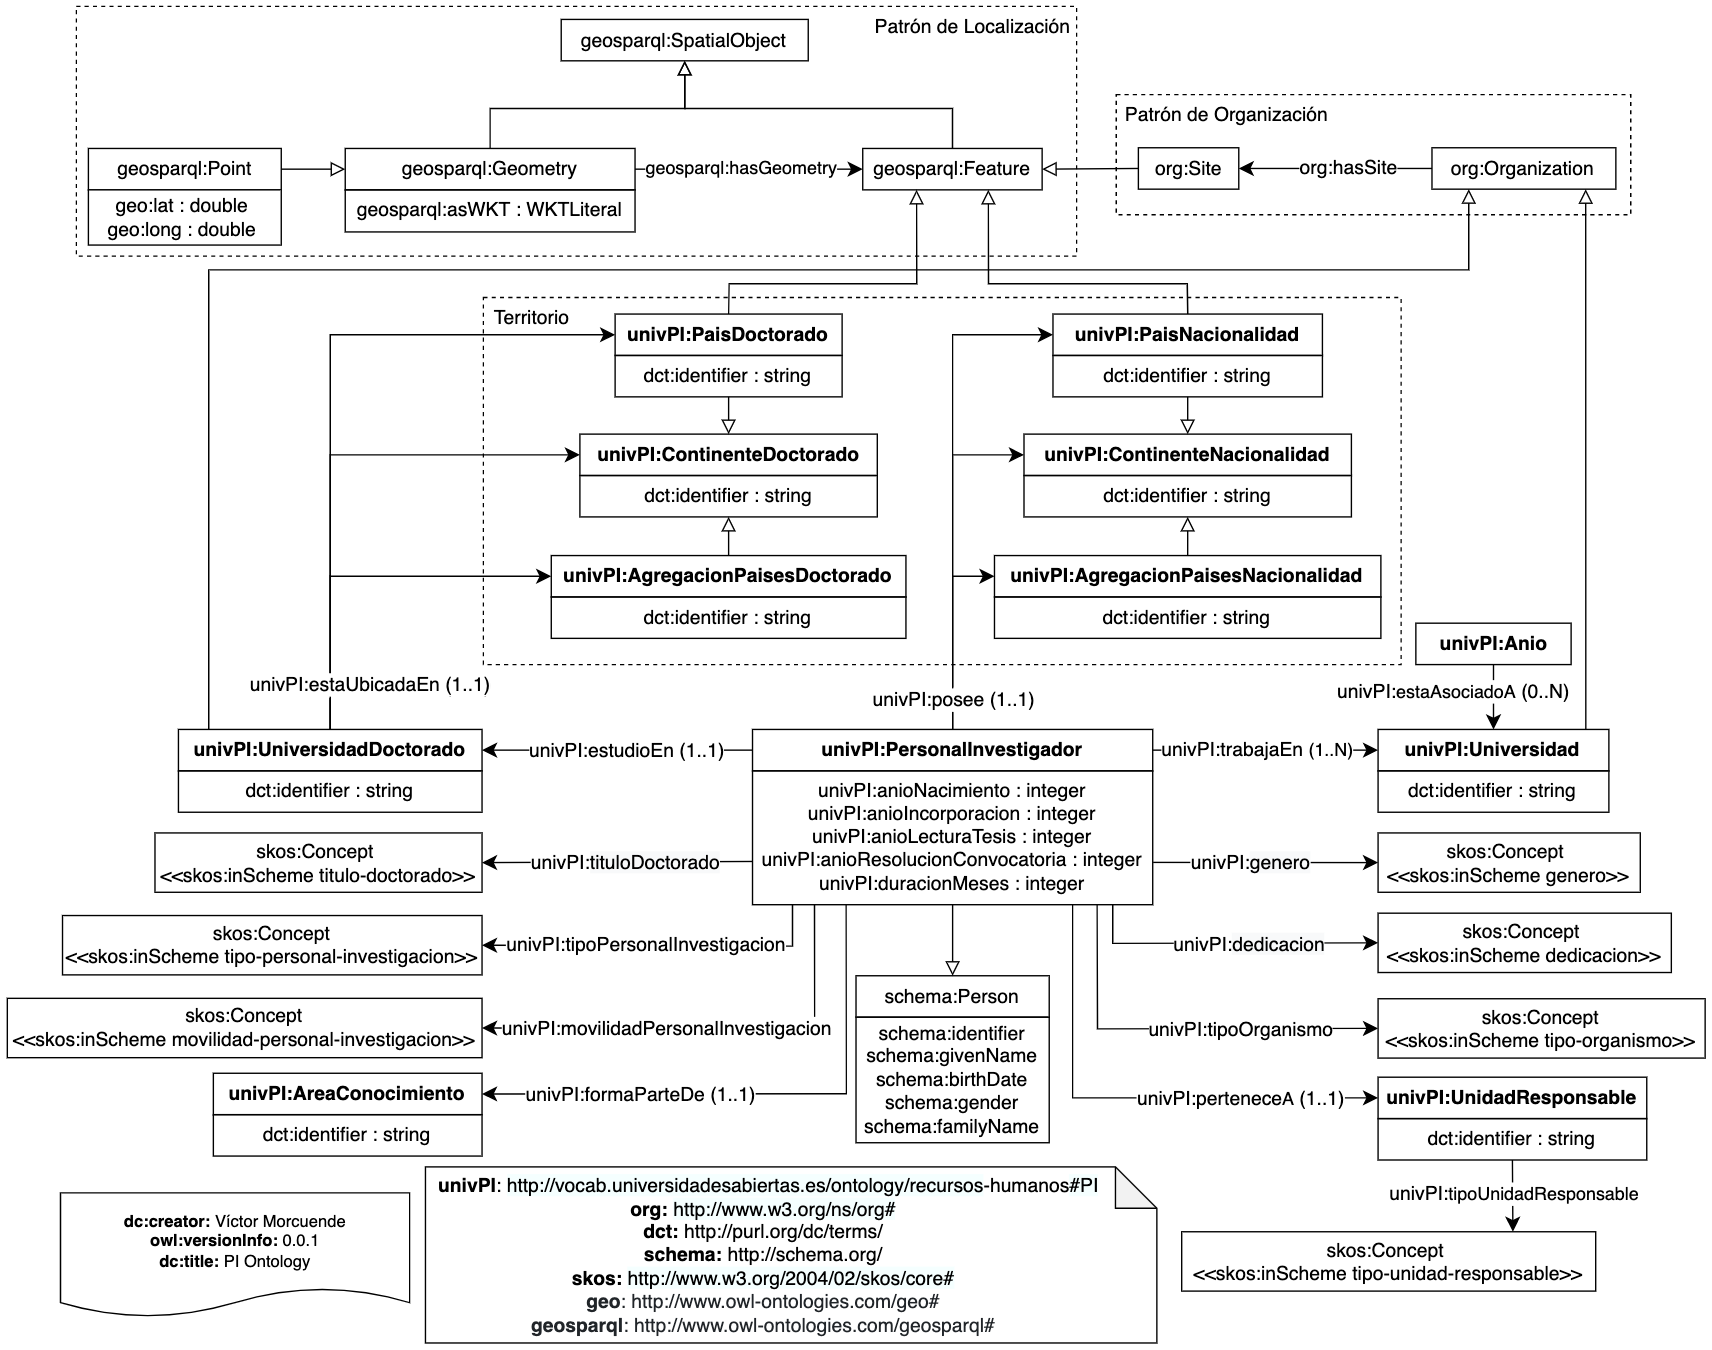 Patrón de Localización
geosparql:SpatialObject
Patrón de Organización
geosparql:Point
geo:lat : double
geo:long : double
geosparql:Geometry
geosparql:asWKT : WKTLiteral
geosparql:hasGeometry
geosparql:Feature
org:Site
org:hasSite
org:Organization
Territorio
univPI:PaisDoctorado
dct:identifier : string
univPI:PaisNacionalidad
dct:identifier : string
univPI:ContinenteDoctorado
dct:identifier : string
univPI:ContinenteNacionalidad
dct:identifier : string
univPI:AgregacionPaisesDoctorado
dct:identifier : string
univPI:AgregacionPaisesNacionalidad
dct:identifier : string
univPI:Anio
univPI:estaUbicadaEn (1..1)
univPI:posee (1..1)
univPI:estaAsociadoA (0..N)
univPI:UniversidadDoctorado
dct:identifier : string
univPI:estudioEn (1..1)
univPI:PersonalInvestigador
univPI:anioNacimiento : integer
univPI:anioIncorporacion : integer
univPI:anioLecturaTesis : integer
univPI:anioResolucionConvocatoria : integer
univPI:duracionMeses : integer
univPI:trabajaEn (1..N)
univPI:Universidad
dct:identifier : string
skos:Concept
<<skos:inScheme titulo-doctorado>>
univPI:tituloDoctorado
univPI:genero
skos:Concept
<<skos:inScheme genero>>
skos:Concept
<<skos:inScheme tipo-personal-investigacion>>
univPI:tipoPersonalInvestigacion
univPI:dedicacion
skos:Concept
<<skos:inScheme dedicacion>>
skos:Concept
<<skos:inScheme movilidad-personal-investigacion>>
univPI:movilidadPersonalInvestigacion
schema:Person
schema:identifier
schema:givenName
schema:birthDate
schema:gender
schema:familyName
univPI:tipoOrganismo
skos:Concept
<<skos:inScheme tipo-organismo>>
univPI:AreaConocimiento
dct:identifier : string
univPI:formaParteDe (1..1)
univPI:perteneceA (1..1)
univPI:UnidadResponsable
dct:identifier : string
univPI:tipoUnidadResponsable
skos:Concept
<<skos:inScheme tipo-unidad-responsable>>
dc:creator: Víctor Morcuende
owl:versionInfo: 0.0.1
dc:title: PI Ontology
univPI: http://vocab.universidadesabiertas.es/ontology/recursos-humanos#PI
org: http://www.w3.org/ns/org#
dct: http://purl.org/dc/terms/
schema: http://schema.org/
skos: http://www.w3.org/2004/02/skos/core#
geo: http://www.owl-ontologies.com/geo#
geosparql: http://www.owl-ontologies.com/geosparql#